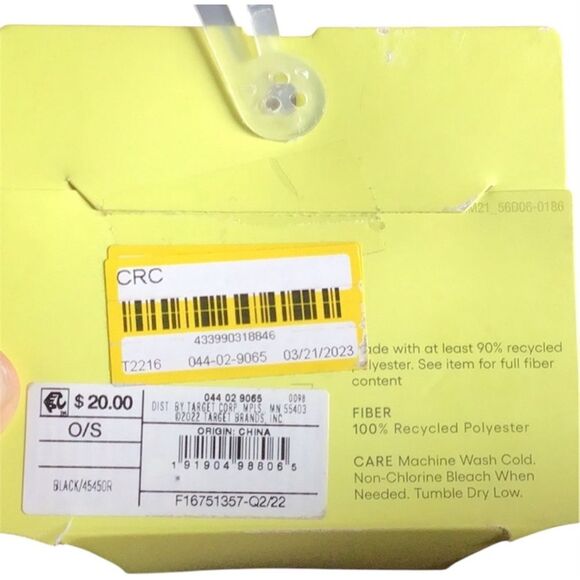 M21_56D06-0186
CRC
433990318846
T2216 044-02-9065 03/21/2023
made with at least 90% recycled
polyester. See item for full fiber
content
$ 20.00
O/S
BLACK/45450R
044 02 9065 0098
DIST BY TARGET CORP MPLS, MN 55403
©2022 TARGET BRANDS, INC
ORIGIN: CHINA
1 91904 98806 5
F16751357-Q2/22
FIBER
100% Recycled Polyester
CARE Machine Wash Cold.
Non-Chlorine Bleach When
Needed. Tumble Dry Low.